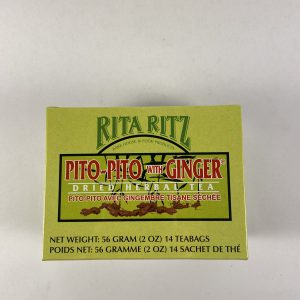 RITA RITZ
PITO-PITO WITH GINGER
DRIED HERBAL TEA
PITO-PITO AVEC GINGEMBRE TISANE SÉCHÉE
NET WEIGHT: 56 GRAM (2 OZ) 14 TEABAGS
POIDS NET: 56 GRAMME (2 OZ) 14 SACHET DE THÉ